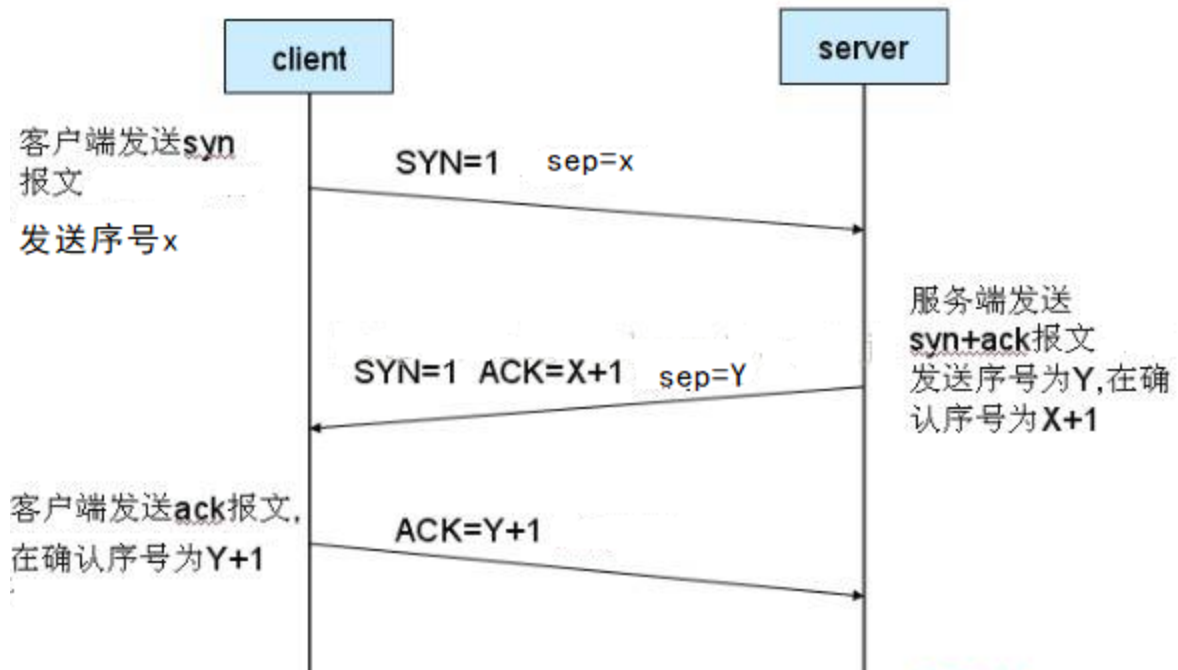 client
server
客户端发送syn
报文
发送序号x
SYN=1 sep=x
服务端发送
syn+ack报文
发送序号为Y,在确
认序号为X+1
SYN=1 ACK=X+1 sep=Y
客户端发送ack报文,
在确认序号为Y+1
ACK=Y+1